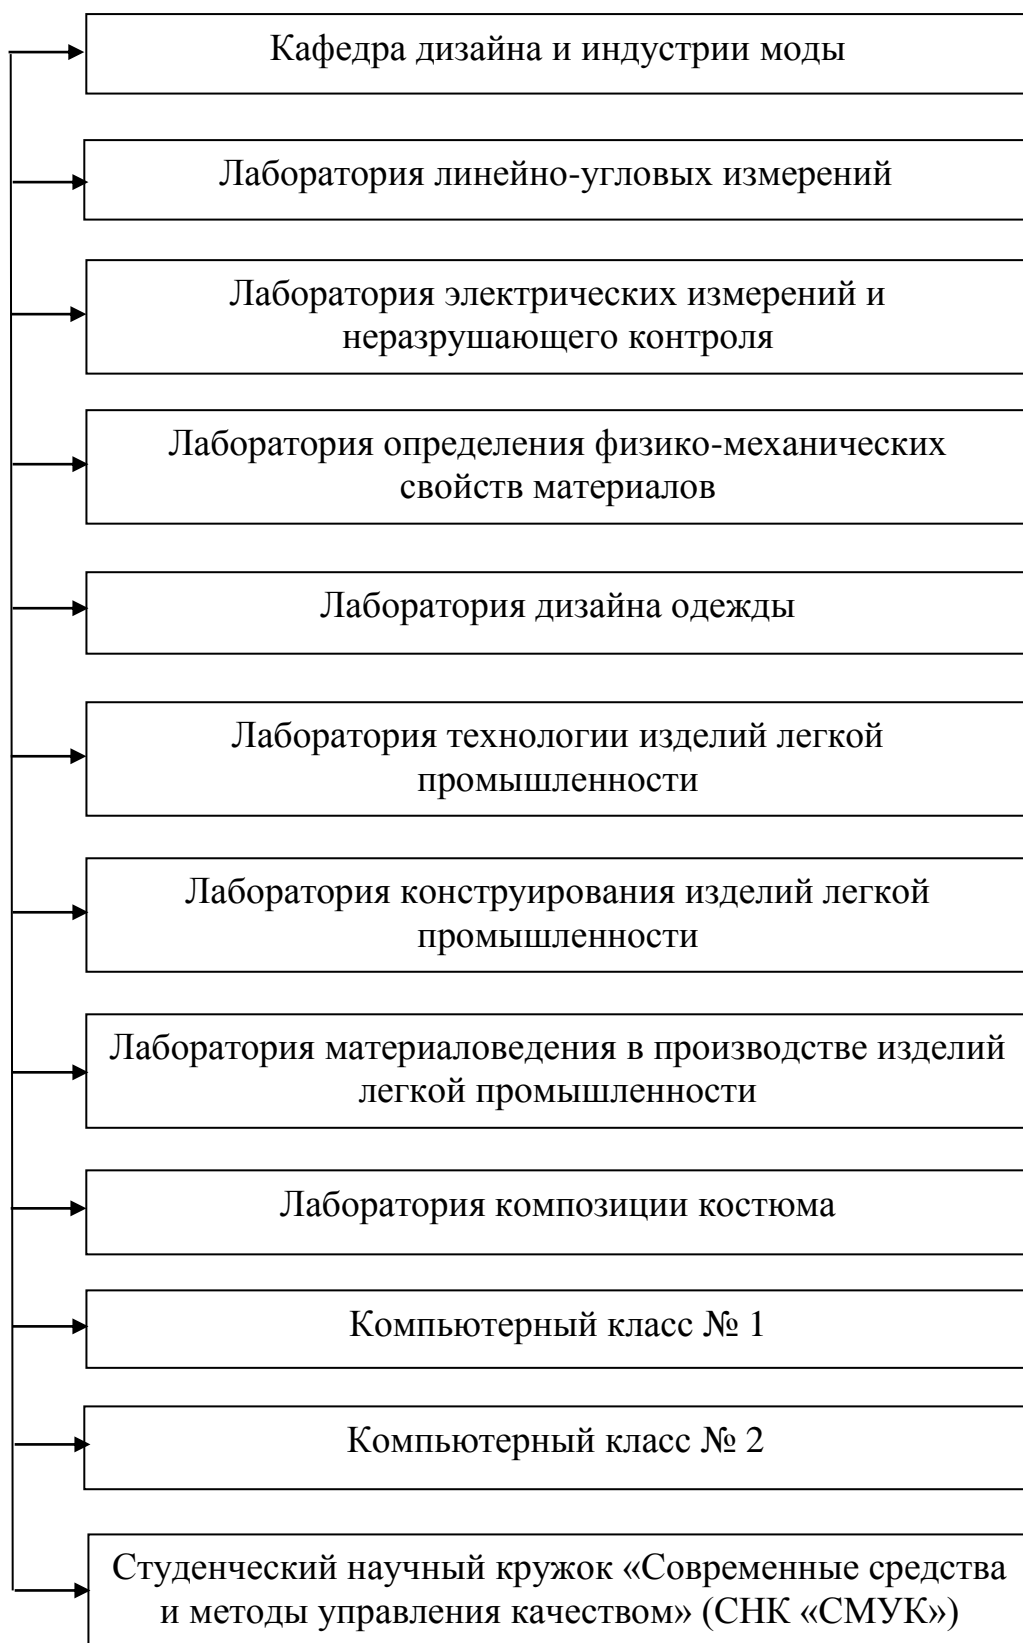 Кафедра дизайна и индустрии моды
Лаборатория линейно-угловых измерений
Лаборатория электрических измерений и
неразрушающего контроля
Лаборатория определения физико-механических
свойств материалов
Лаборатория дизайна одежды
Лаборатория технологии изделий легкой
промышленности
Лаборатория конструирования изделий легкой
промышленности
Лаборатория материаловедения в производстве изделий
легкой промышленности
Лаборатория композиции костюма
Компьютерный класс № 1
Компьютерный класс № 2
Студенческий научный кружок «Современные средства
и методы управления качеством» (СНК «СМУК»)